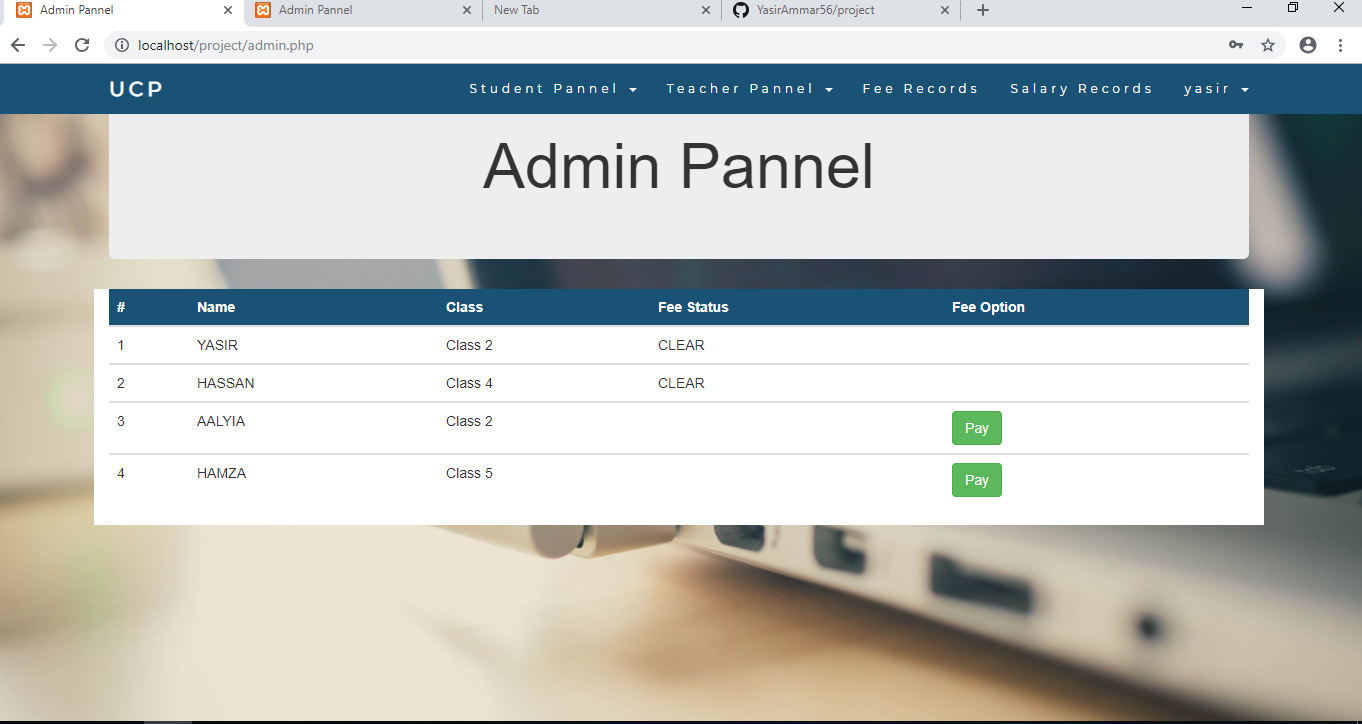 Admin Pannel Admin Pannel New Tab YasirAmmar56/project
localhost/project/admin.php
UCP Student Pannel Teacher Pannel Fee Records Salary Records yasir
Admin Pannel
# Name Class Fee Status Fee Option
1 YASIR Class 2 CLEAR
2 HASSAN Class 4 CLEAR
3 AALYIA Class 2 Pay
4 HAMZA Class 5 Pay